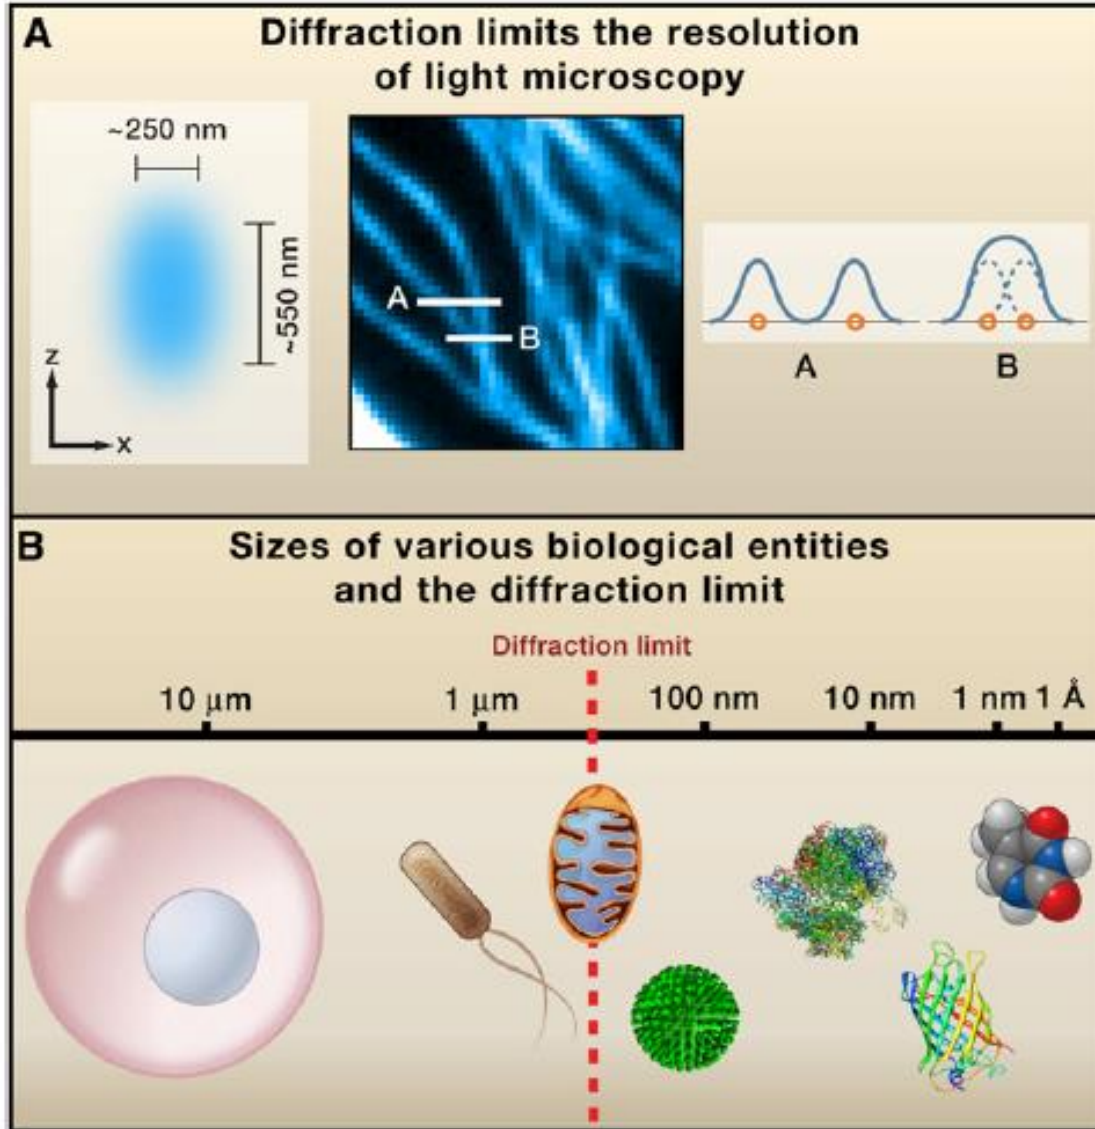 A
Diffraction limits the resolution
of light microscopy
~250 nm
~550 nm
z
x
A
B
A
B
B
Sizes of various biological entities
and the diffraction limit
Diffraction limit
10 µm
1 µm
100 nm
10 nm
1 nm
1 Å